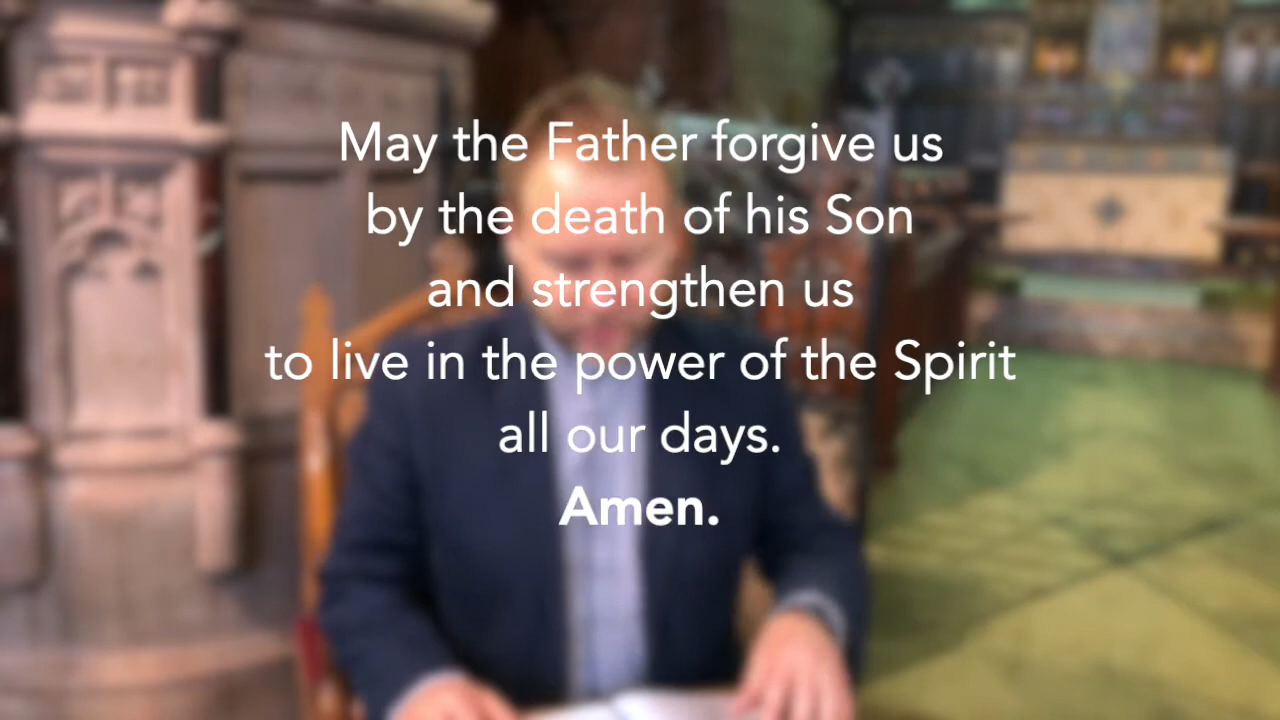 May the Father forgive us
by the death of his Son
and strengthen us
to live in the power of the Spirit
all our days.
Amen.